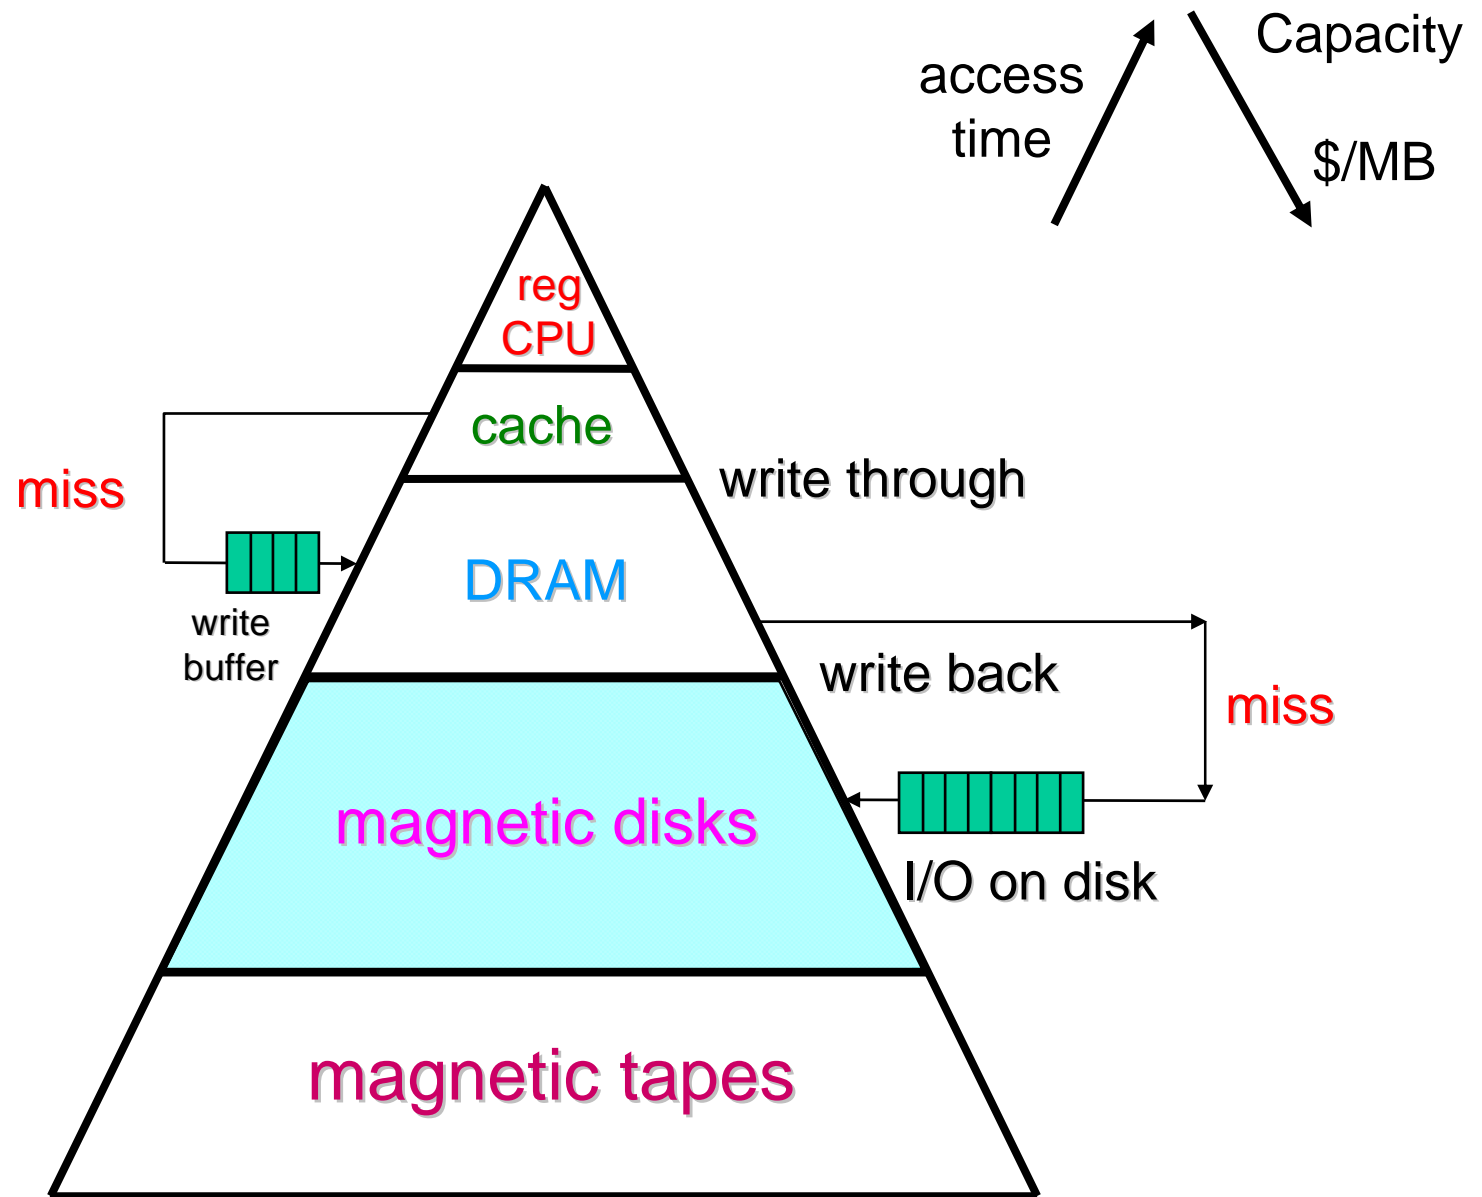 Capacity
access
time
$/MB
reg
CPU
cache
miss
write through
DRAM
write
buffer
write back
miss
magnetic disks
I/O on disk
magnetic tapes